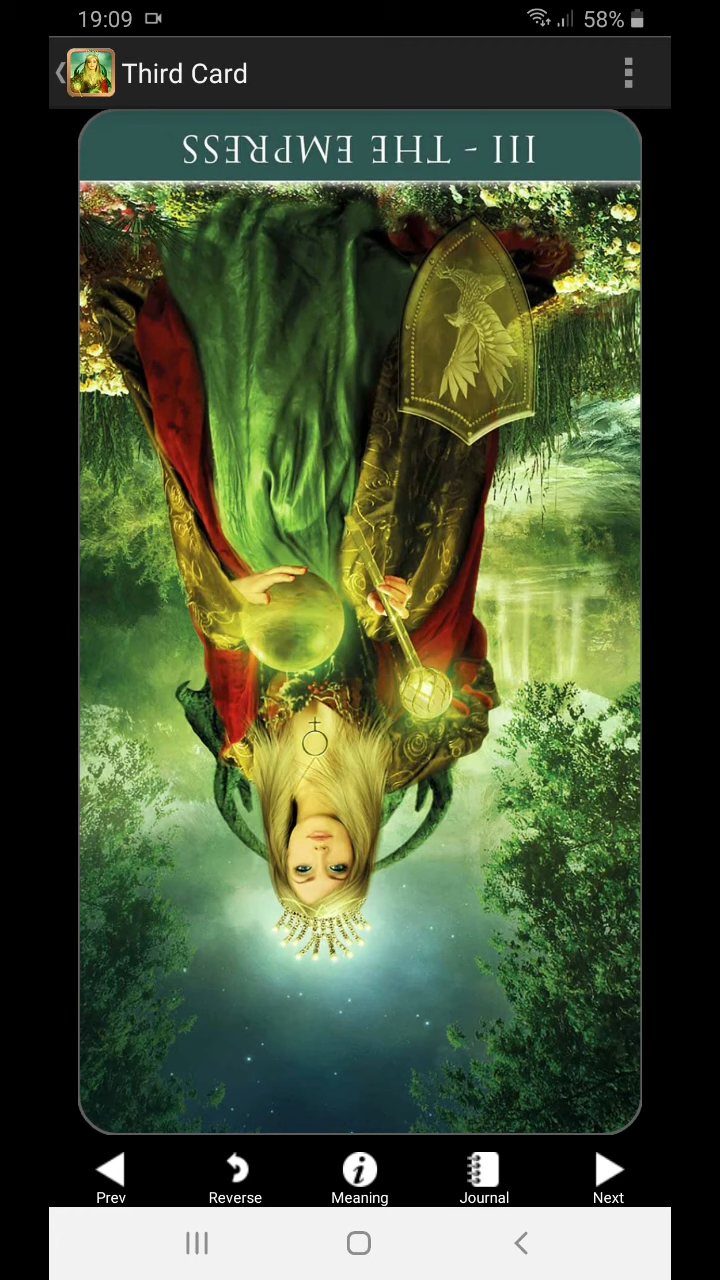 19:09
58%
Third Card
III - THE EMPRESS
Prev
Reverse
Meaning
Journal
Next